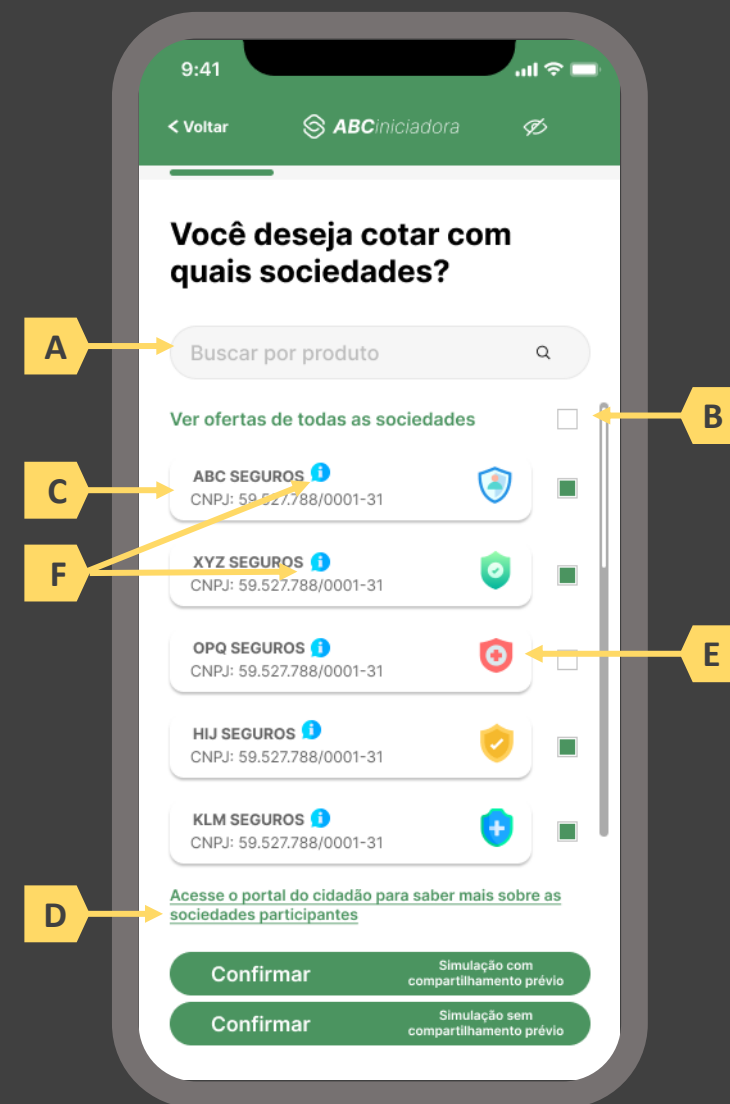 9:41
Voltar
ABCiniciadora
Você deseja cotar com
quais sociedades?
A
Buscar por produto
Ver ofertas de todas as sociedades
B
C
ABC SEGUROS
CNPJ: 59.527.788/0001-31
F
XYZ SEGUROS
CNPJ: 59.527.788/0001-31
OPQ SEGUROS
CNPJ: 59.527.788/0001-31
E
HIJ SEGUROS
CNPJ: 59.527.788/0001-31
KLM SEGUROS
CNPJ: 59.527.788/0001-31
D
Acesse o portal do cidadão para saber mais sobre as
sociedades participantes
Confirmar
Simulação com
compartilhamento prévio
Confirmar
Simulação sem
compartilhamento prévio